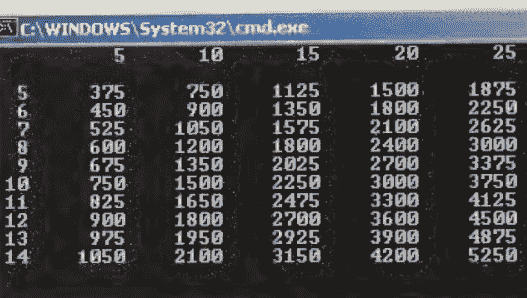 C:\WINDOWS\System32\cmd.exe
5 10 15 20 25
5 375 750 1125 1500 1875
6 450 900 1350 1800 2250
7 525 1050 1575 2100 2625
8 600 1200 1800 2400 3000
9 675 1350 2025 2700 3375
10 750 1500 2250 3000 3750
11 825 1650 2475 3300 4125
12 900 1800 2700 3600 4500
13 975 1950 2925 3900 4875
14 1050 2100 3150 4200 5250